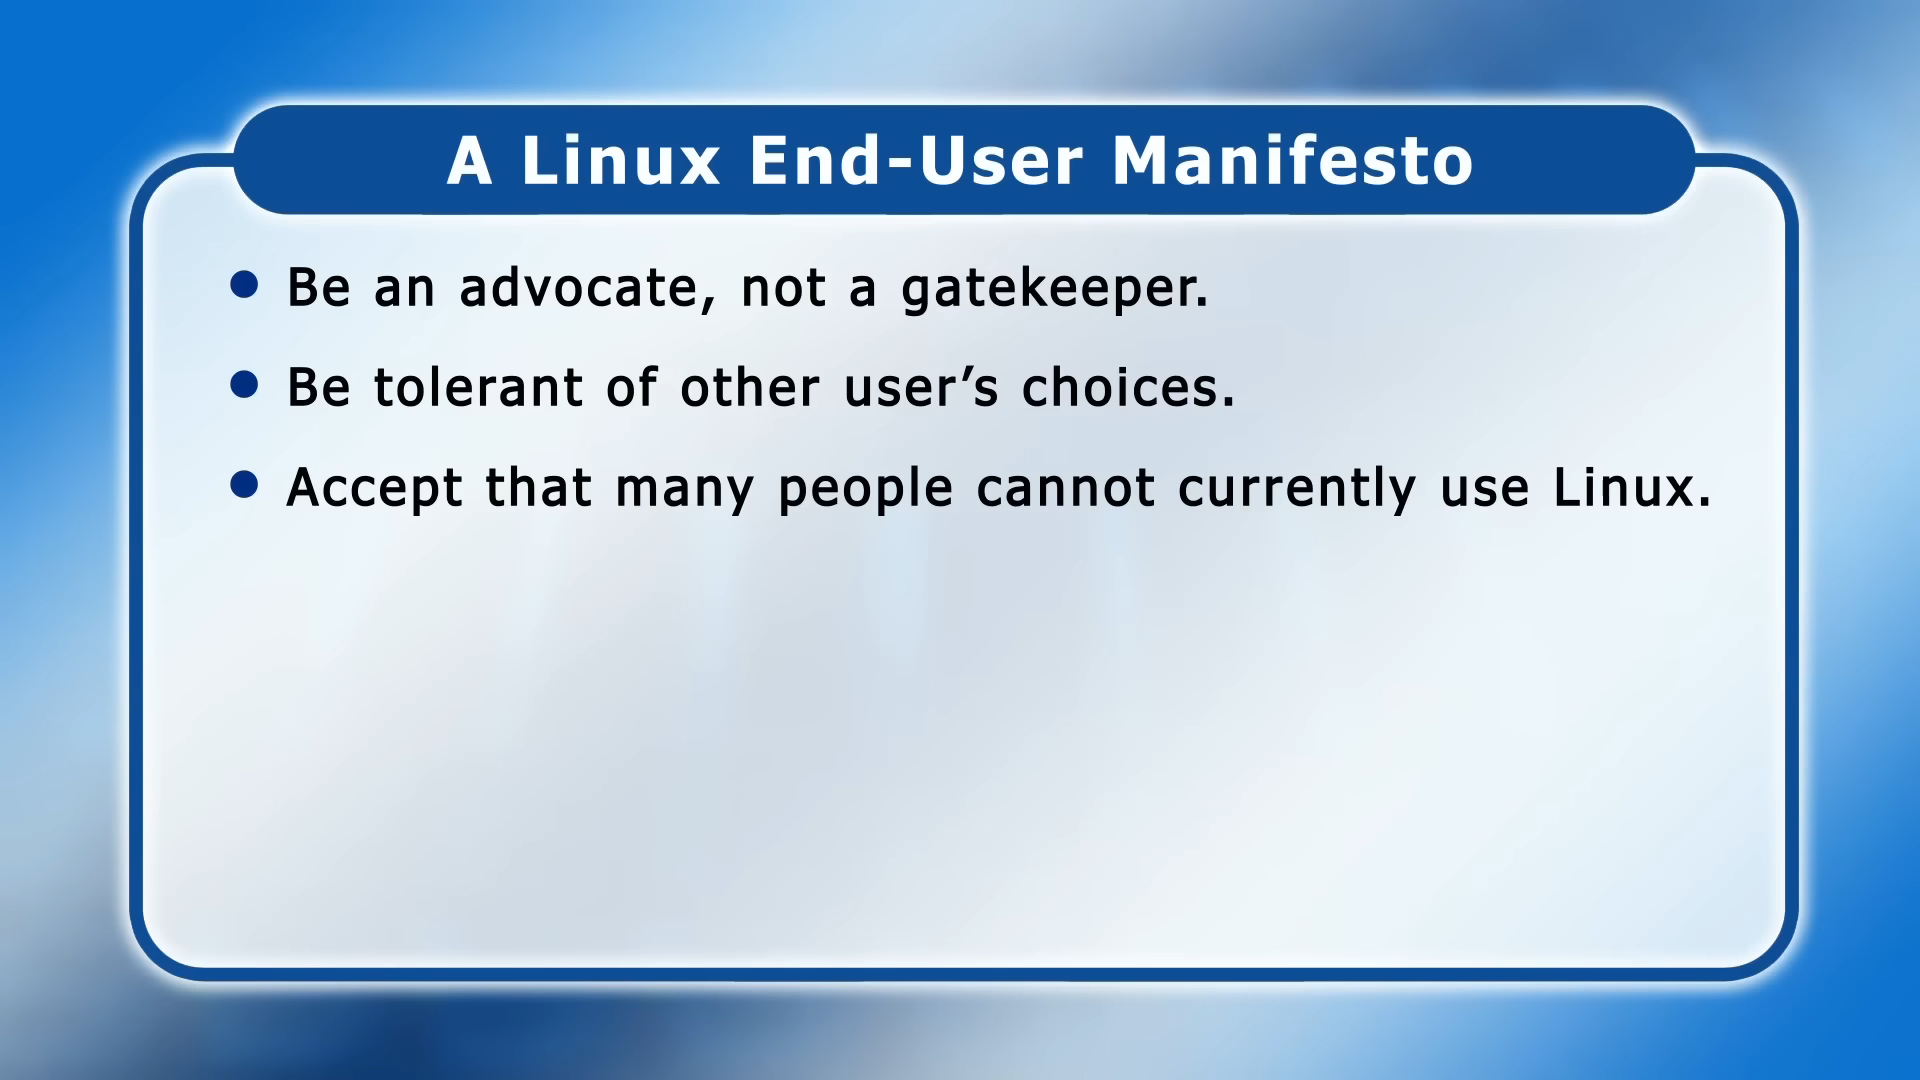 A Linux End-User Manifesto
• Be an advocate, not a gatekeeper.
• Be tolerant of other user’s choices.
• Accept that many people cannot currently use Linux.